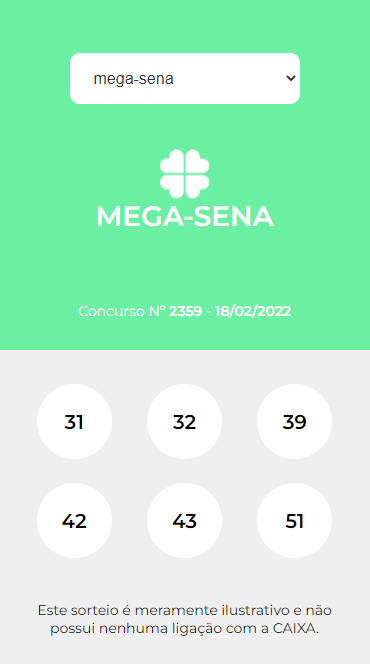 mega-sena
MEGA-SENA
Concurso Nº 2359 - 18/02/2022
31 32 39
42 43 51
Este sorteio é meramente ilustrativo e não
possui nenhuma ligação com a CAIXA.